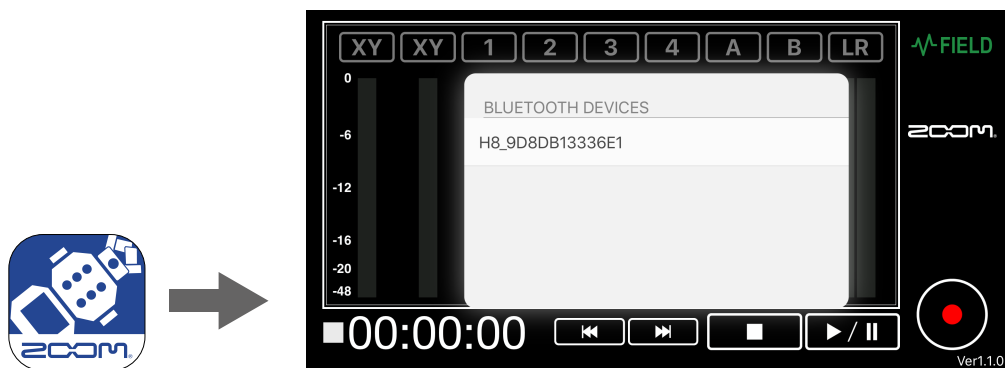 XY XY 1 2 3 4 A B LR
FIELD
0
-6
-12
-16
-20
-48
BLUETOOTH DEVICES
H8_9D8DB13336E1
zoom.
00:00:00
Ver1.1.0
zoom.